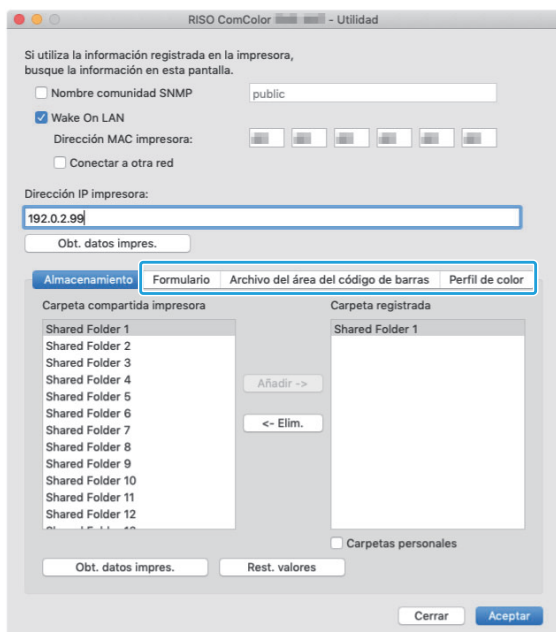 RISO ComColor - Utilidad
Si utiliza la información registrada en la impresora,
busque la información en esta pantalla.
Nombre comunidad SNMP public
Wake On LAN
Dirección MAC impresora:
Conectar a otra red
Dirección IP impresora:
192.0.2.99
Obt. datos impres.
Almacenamiento Formulario Archivo del área del código de barras Perfil de color
Carpeta compartida impresora Carpeta registrada
Shared Folder 1 Shared Folder 1
Shared Folder 2
Shared Folder 3
Shared Folder 4
Shared Folder 5
Shared Folder 6
Shared Folder 7
Shared Folder 8
Shared Folder 9
Shared Folder 10
Shared Folder 11
Shared Folder 12
Añadir ->
<- Elim.
Carpetas personales
Obt. datos impres. Rest. valores
Cerrar Aceptar